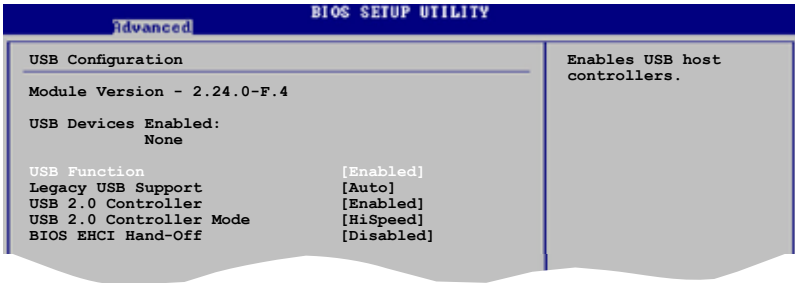 BIOS SETUP UTILITY
Advanced
USB Configuration
Module Version - 2.24.0-F.4
USB Devices Enabled:
None
USB Function [Enabled]
Legacy USB Support [Auto]
USB 2.0 Controller [Enabled]
USB 2.0 Controller Mode [HiSpeed]
BIOS EHCI Hand-Off [Disabled]
Enables USB host
controllers.